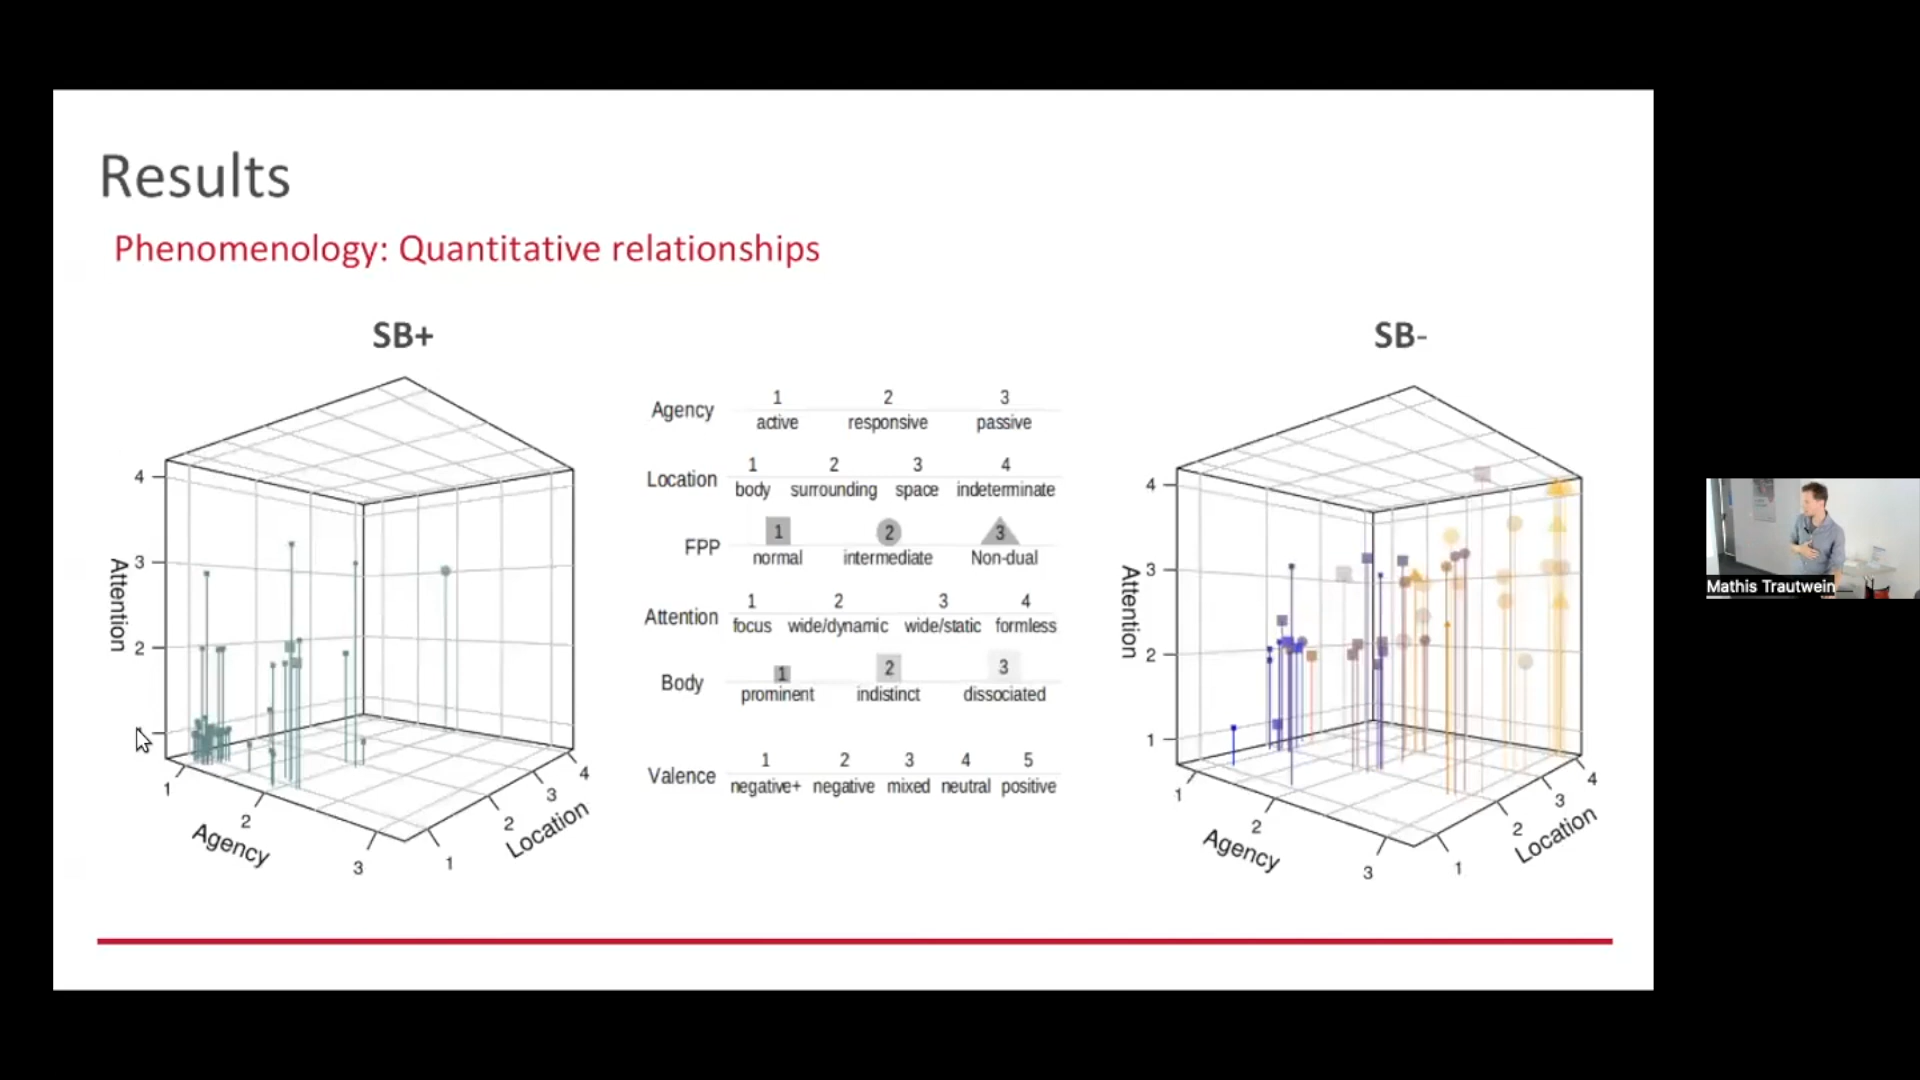 Results
Phenomenology: Quantitative relationships
SB+
4
3
2
Attention
1
2
3
Agency
1
2
3
4
Location
Agency
1 2 3
active responsive passive
Location
1 2 3 4
body surrounding space indeterminate
FPP
1 2 3
normal intermediate Non-dual
Attention
1 2 3 4
focus wide/dynamic wide/static formless
Body
1 2 3
prominent indistinct dissociated
Valence
1 2 3 4 5
negative+ negative mixed neutral positive
SB-
4
3
2
1
Attention
1
2
3
Agency
1
2
3
4
Location
Mathis Trautwein